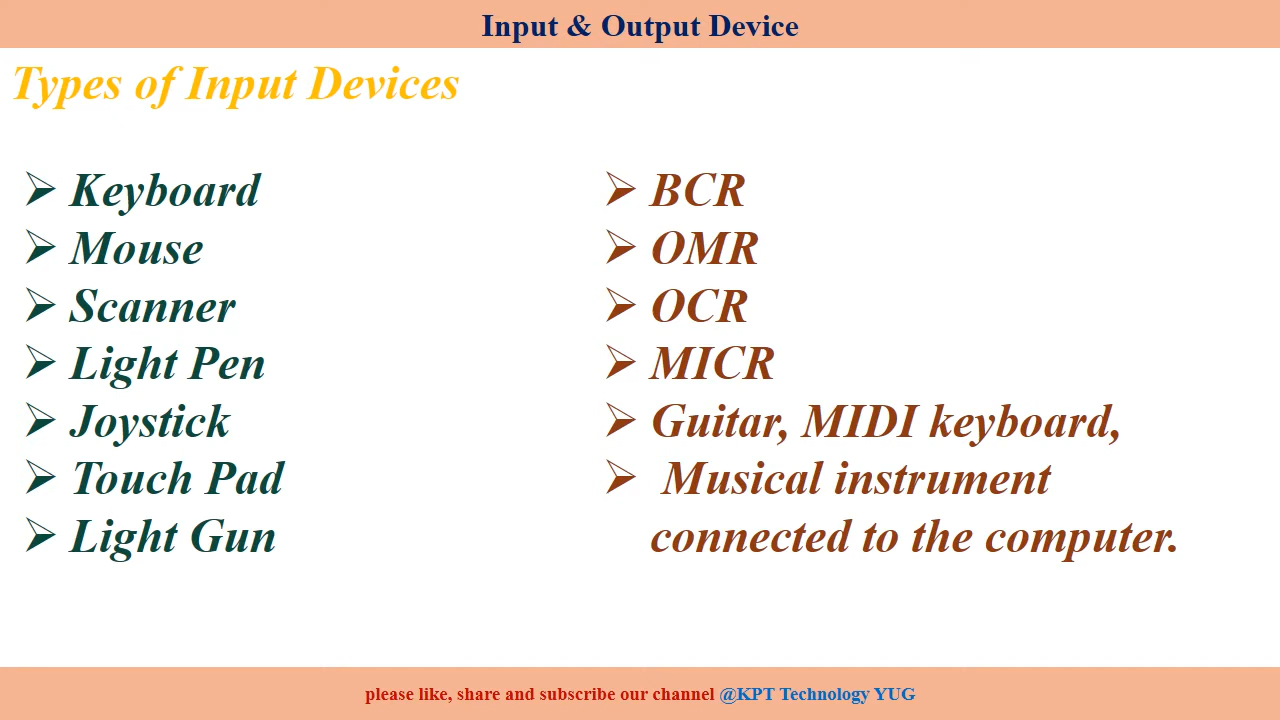 Input & Output Device
Types of Input Devices
➢ Keyboard
➢ Mouse
➢ Scanner
➢ Light Pen
➢ Joystick
➢ Touch Pad
➢ Light Gun
➢ BCR
➢ OMR
➢ OCR
➢ MICR
➢ Guitar, MIDI keyboard,
➢ Musical instrument
connected to the computer.
please like, share and subscribe our channel @KPT Technology YUG